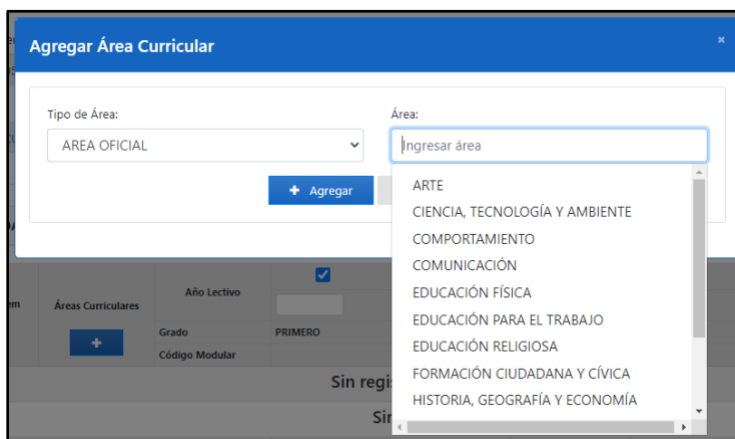 Agregar Área Curricular
×
Tipo de Área:
Área:
AREA OFICIAL
Ingresar área
+ Agregar
ARTE
CIENCIA, TECNOLOGÍA Y AMBIENTE
COMPORTAMIENTO
COMUNICACIÓN
EDUCACIÓN FÍSICA
EDUCACIÓN PARA EL TRABAJO
EDUCACIÓN RELIGIOSA
FORMACIÓN CIUDADANA Y CÍVICA
HISTORIA, GEOGRAFÍA Y ECONOMÍA
Áreas Curriculares
Año Lectivo
+
Grado
PRIMERO
Código Modular
Sin